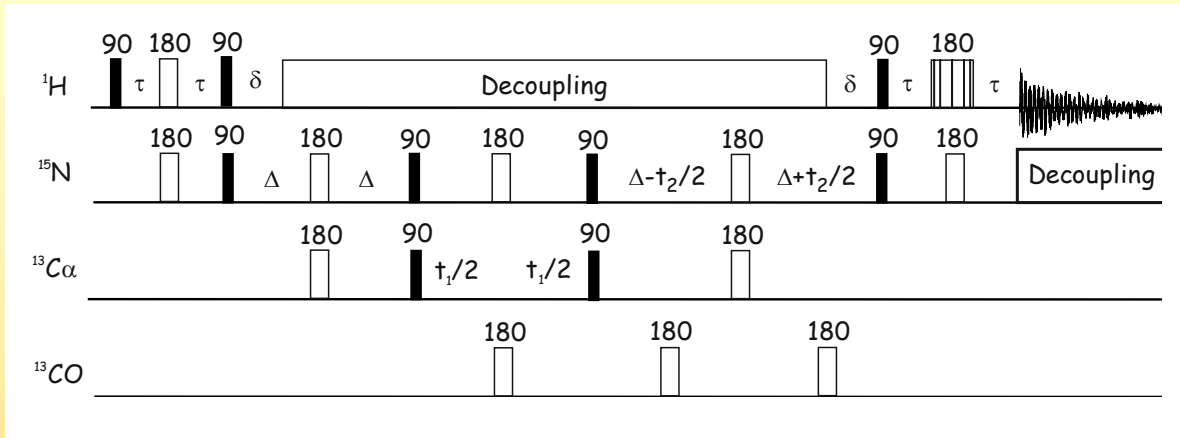 90 180 90 90 180
¹H τ τ δ Decoupling δ τ τ
180 90 180 90 180 90 180 90 180
¹⁵N Δ Δ Δ-t₂/2 Δ+t₂/2 Decoupling
180 90 90 180
¹³Cα t₁/2 t₁/2
180 180 180
¹³CO